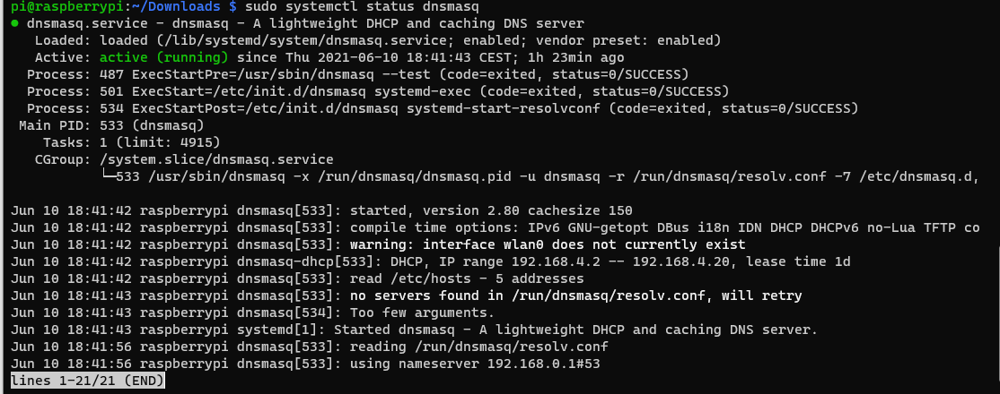 pi@raspberrypi:~/Downloads $ sudo systemctl status dnsmasq
● dnsmasq.service - dnsmasq - A lightweight DHCP and caching DNS server
   Loaded: loaded (/lib/systemd/system/dnsmasq.service; enabled; vendor preset: enabled)
   Active: active (running) since Thu 2021-06-10 18:41:43 CEST; 1h 23min ago
  Process: 487 ExecStartPre=/usr/sbin/dnsmasq --test (code=exited, status=0/SUCCESS)
  Process: 501 ExecStart=/etc/init.d/dnsmasq systemd-exec (code=exited, status=0/SUCCESS)
  Process: 534 ExecStartPost=/etc/init.d/dnsmasq systemd-start-resolvconf (code=exited, status=0/SUCCESS)
 Main PID: 533 (dnsmasq)
    Tasks: 1 (limit: 4915)
   CGroup: /system.slice/dnsmasq.service
           └─533 /usr/sbin/dnsmasq -x /run/dnsmasq/dnsmasq.pid -u dnsmasq -r /run/dnsmasq/resolv.conf -7 /etc/dnsmasq.d,

Jun 10 18:41:42 raspberrypi dnsmasq[533]: started, version 2.80 cachesize 150
Jun 10 18:41:42 raspberrypi dnsmasq[533]: compile time options: IPv6 GNU-getopt DBus i18n IDN DHCP DHCPv6 no-Lua TFTP co
Jun 10 18:41:42 raspberrypi dnsmasq[533]: warning: interface wlan0 does not currently exist
Jun 10 18:41:42 raspberrypi dnsmasq-dhcp[533]: DHCP, IP range 192.168.4.2 -- 192.168.4.20, lease time 1d
Jun 10 18:41:42 raspberrypi dnsmasq[533]: read /etc/hosts - 5 addresses
Jun 10 18:41:43 raspberrypi dnsmasq[533]: no servers found in /run/dnsmasq/resolv.conf, will retry
Jun 10 18:41:43 raspberrypi dnsmasq[534]: Too few arguments.
Jun 10 18:41:43 raspberrypi systemd[1]: Started dnsmasq - A lightweight DHCP and caching DNS server.
Jun 10 18:41:56 raspberrypi dnsmasq[533]: reading /run/dnsmasq/resolv.conf
Jun 10 18:41:56 raspberrypi dnsmasq[533]: using nameserver 192.168.0.1#53
lines 1-21/21 (END)